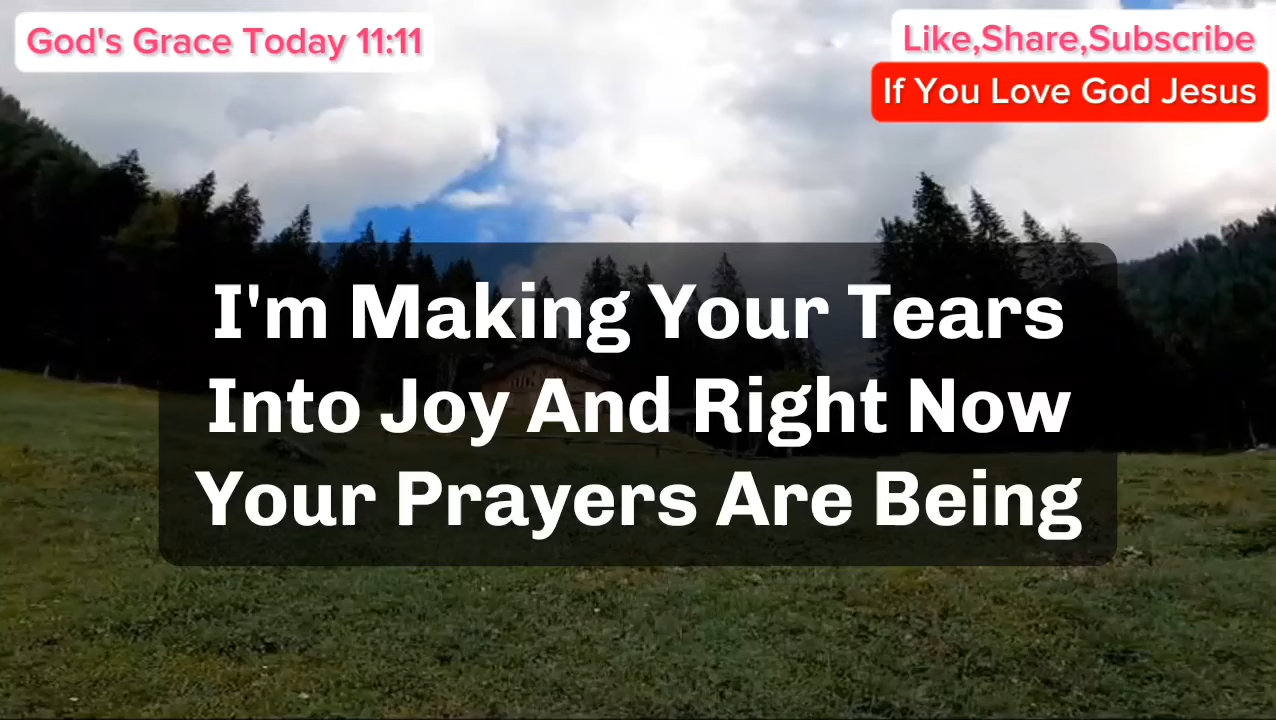 God's Grace Today 11:11
Like,Share,Subscribe
If You Love God Jesus
I'm Making Your Tears
Into Joy And Right Now
Your Prayers Are Being